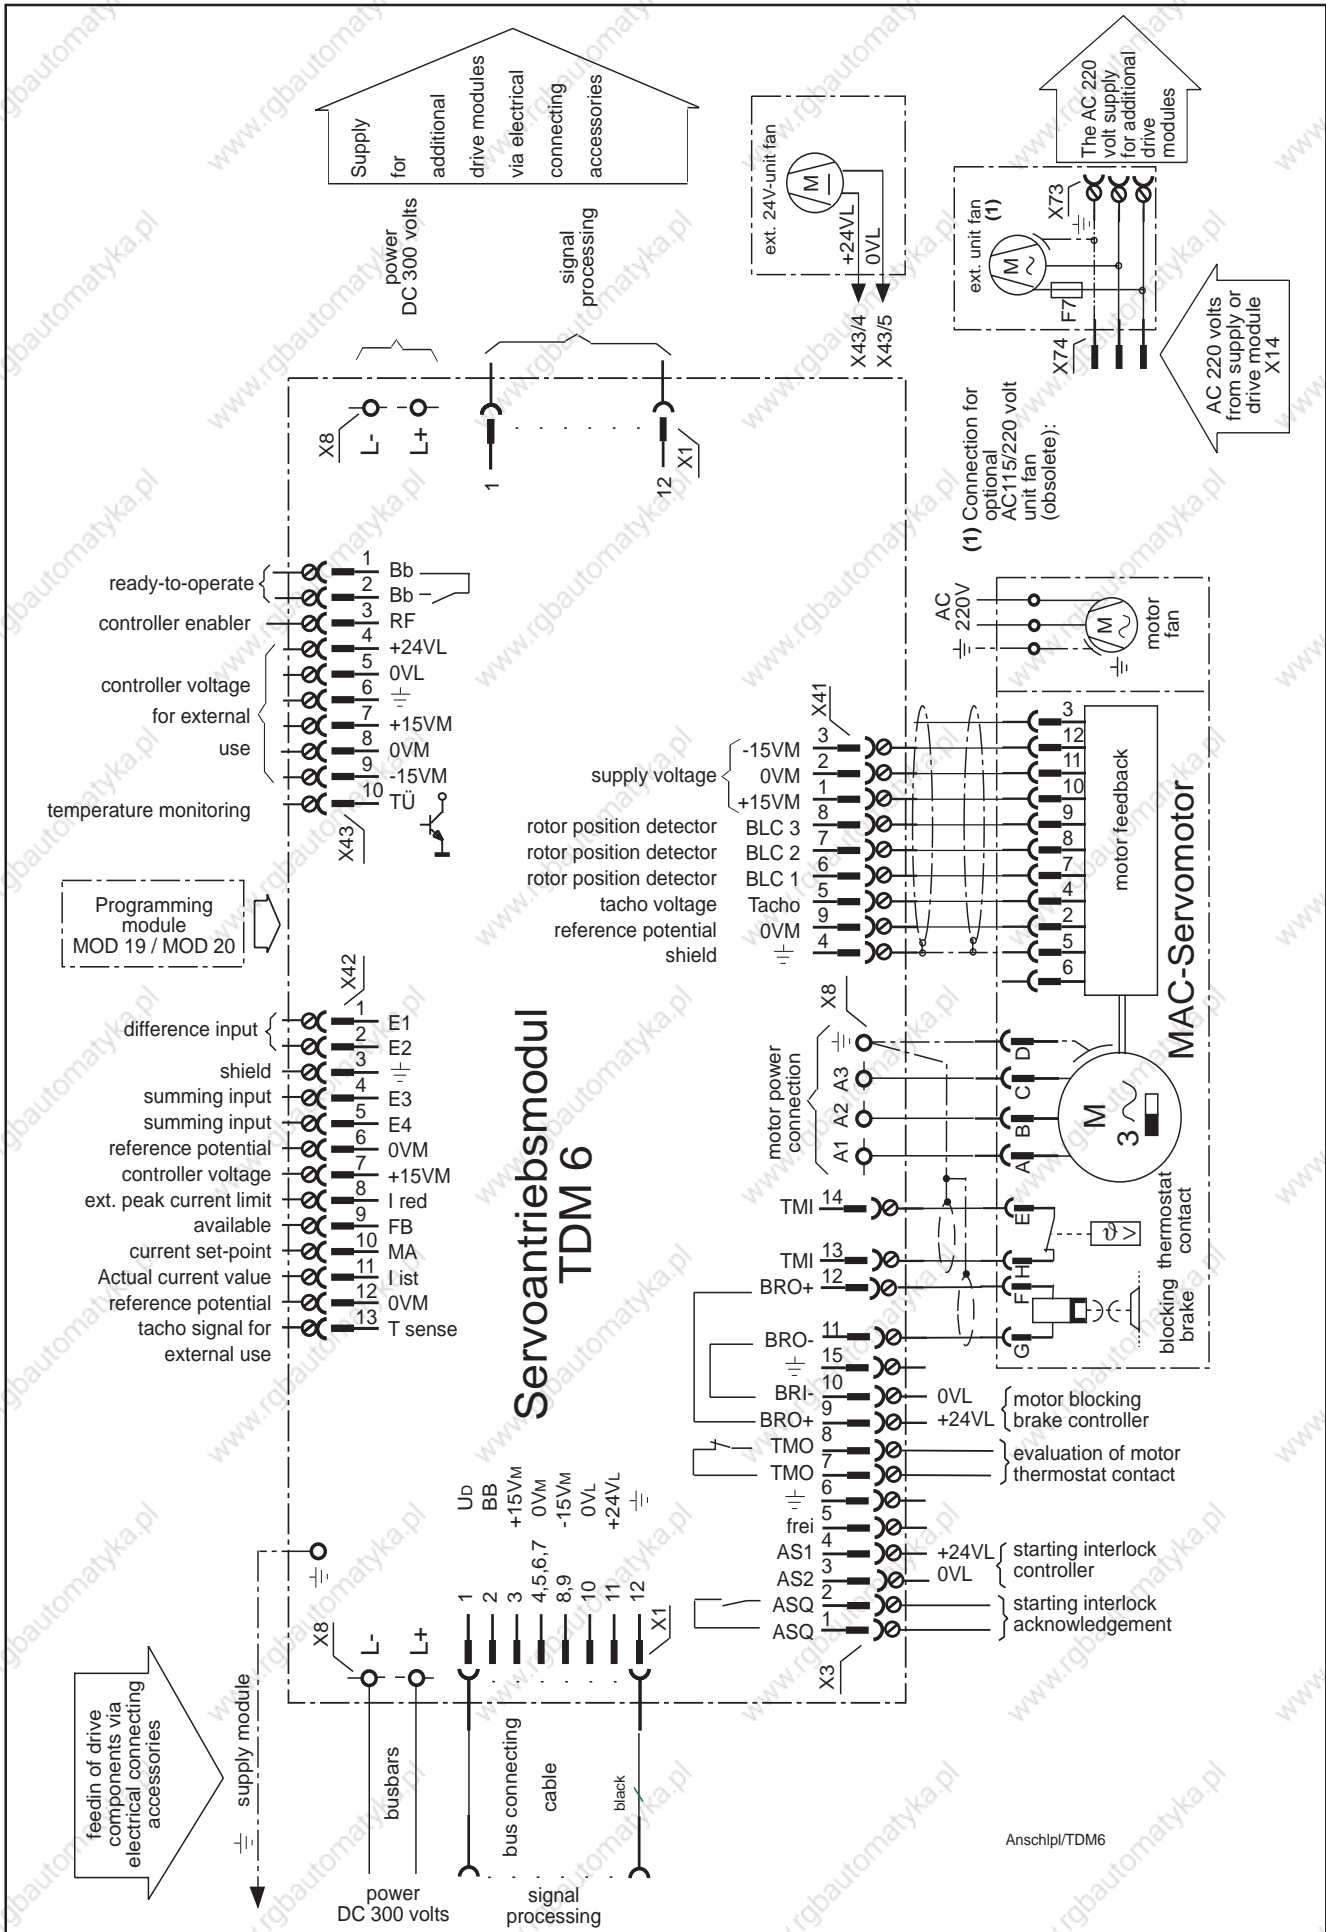 Supply
for
additional
drive modules
via electrical
connecting
accessories
power
DC 300 volts
signal
processing
ext. 24V-unit fan
M
+24VL
0VL
X43/4
X43/5
The AC 220
volt supply
for additional
drive
modules
X73
ext. unit fan
(1)
M
F7
X74
AC 220 volts
from supply or
drive module
X14
(1) Connection for
optional
AC115/220 volt
unit fan
(obsolete):
X8
L-
L+
1
12
X1
ready-to-operate
1 Bb
2 Bb
controller enabler 3 RF
controller voltage
for external
use
4 +24VL
5 0VL
6
7 +15VM
8 0VM
9 -15VM
temperature monitoring 10 TÜ
X43
Programming
module
MOD 19 / MOD 20
X42
difference input
1 E1
2 E2
shield 3
summing input 4 E3
summing input 5 E4
reference potential 6 0VM
controller voltage 7 +15VM
ext. peak current limit 8 I red
available 9 FB
current set-point 10 MA
Actual current value 11 I ist
reference potential 12 0VM
tacho signal for 13 T sense
external use
Servoantriebsmodul
TDM 6
X41
supply voltage
-15VM 3
0VM 2
+15VM 1
rotor position detector BLC 3 8
rotor position detector BLC 2 7
rotor position detector BLC 1 6
tacho voltage Tacho 5
reference potential 0VM 9
shield 4
AC
220V
M
motor
fan
3
12
11
10
9
8
7
4
2
5
6
motor feedback
MAC-Servomotor
X8
motor power
connection
A3
A2
A1
D
C
B
A
M
3
TMI 14
TMI 13
BRO+ 12
BRO- 11
15
BRI- 10
BRO+ 9
TMO 8
TMO 7
6
frei 5
AS1 4
AS2 3
ASQ 2
ASQ 1
X3
E
H
F
G
ϑ >
thermostat
contact
blocking
brake
0VL
+24VL
motor blocking
brake controller
evaluation of motor
thermostat contact
+24VL
0VL
starting interlock
controller
starting interlock
acknowledgement
UD
BB
+15VM
0VM
-15VM
0VL
+24VL
1
2
3
4,5,6,7
8,9
10
11
12
X1
X8
L-
L+
feedin of drive
components via
electrical connecting
accessories
supply module
busbars
bus connecting
cable
black
power
DC 300 volts
signal
processing
Anschlpl/TDM6
www.rgbautomatyka.pl